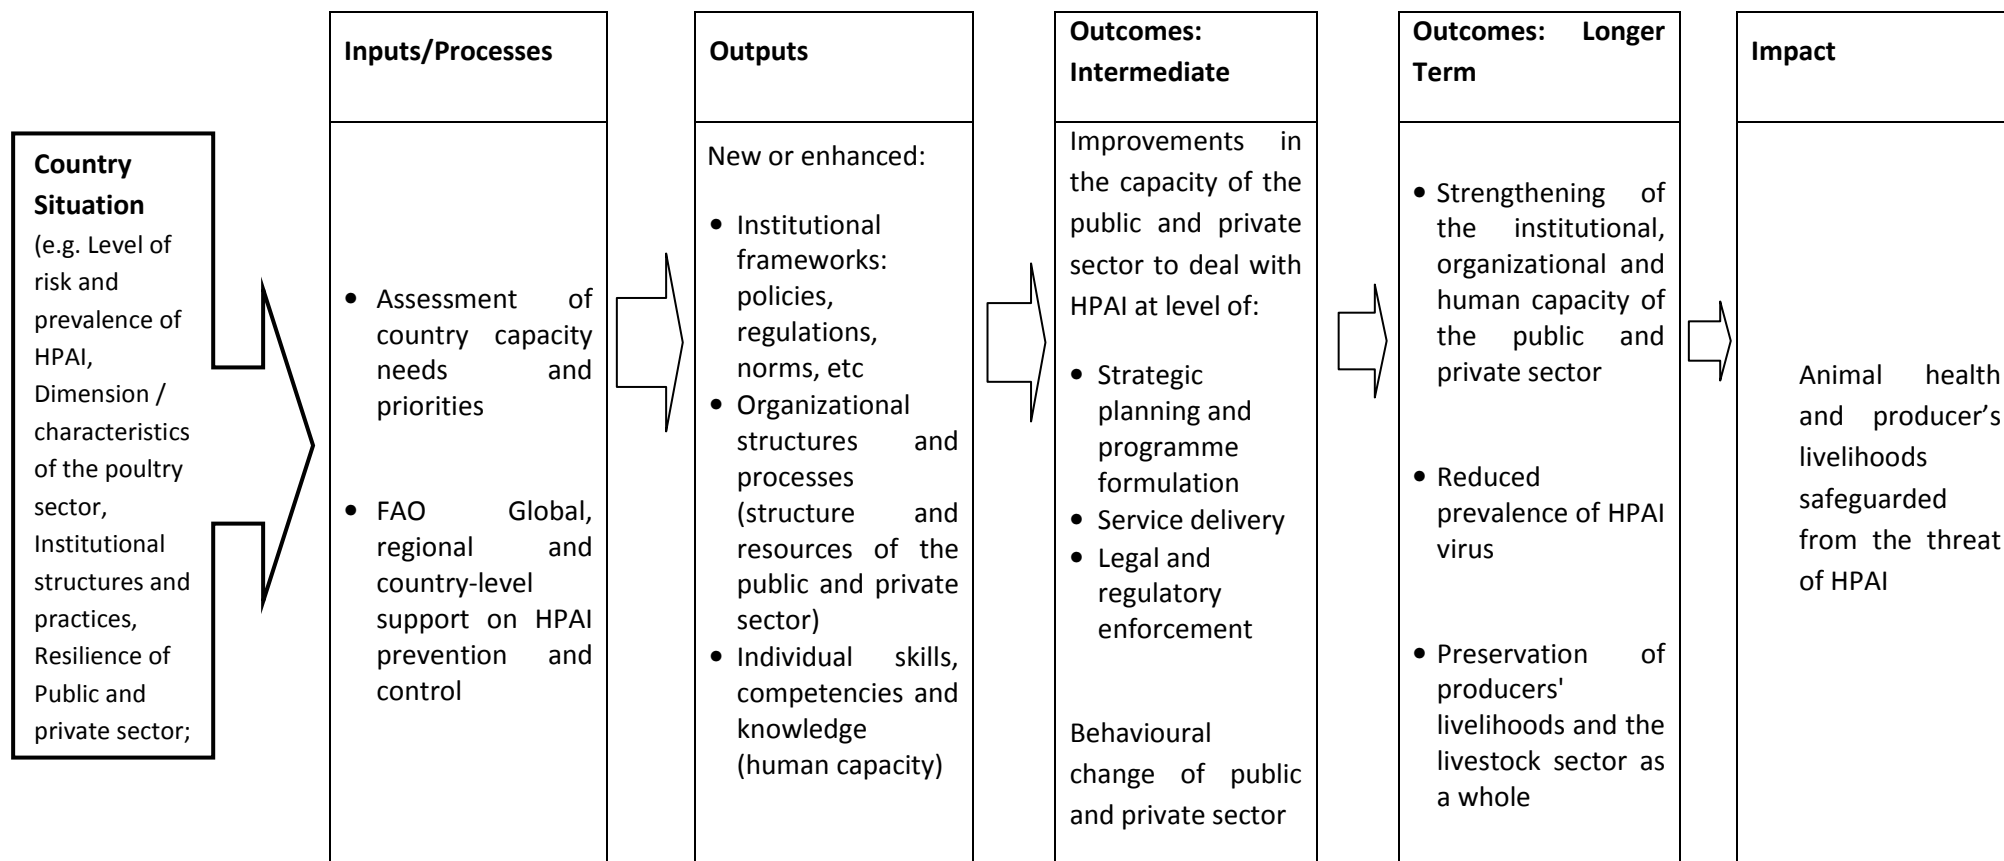 Country
Situation
(e.g. Level of
risk and
prevalence of
HPAI,
Dimension /
characteristics
of the poultry
sector,
Institutional
structures and
practices,
Resilience of
Public and
private sector;
Inputs/Processes
• Assessment of
country capacity
needs and
priorities
• FAO Global,
regional and
country-level
support on HPAI
prevention and
control
Outputs
New or enhanced:
• Institutional
frameworks:
policies,
regulations,
norms, etc
• Organizational
structures and
processes
(structure and
resources of the
public and private
sector)
• Individual skills,
competencies and
knowledge
(human capacity)
Outcomes:
Intermediate
Improvements in
the capacity of the
public and private
sector to deal with
HPAI at level of:
• Strategic
planning and
programme
formulation
• Service delivery
• Legal and
regulatory
enforcement
Behavioural
change of public
and private sector
Outcomes: Longer
Term
• Strengthening of
the institutional,
organizational and
human capacity of
the public and
private sector
• Reduced
prevalence of HPAI
virus
• Preservation of
producers'
livelihoods and the
livestock sector as
a whole
Impact
Animal health
and producer’s
livelihoods
safeguarded
from the threat
of HPAI